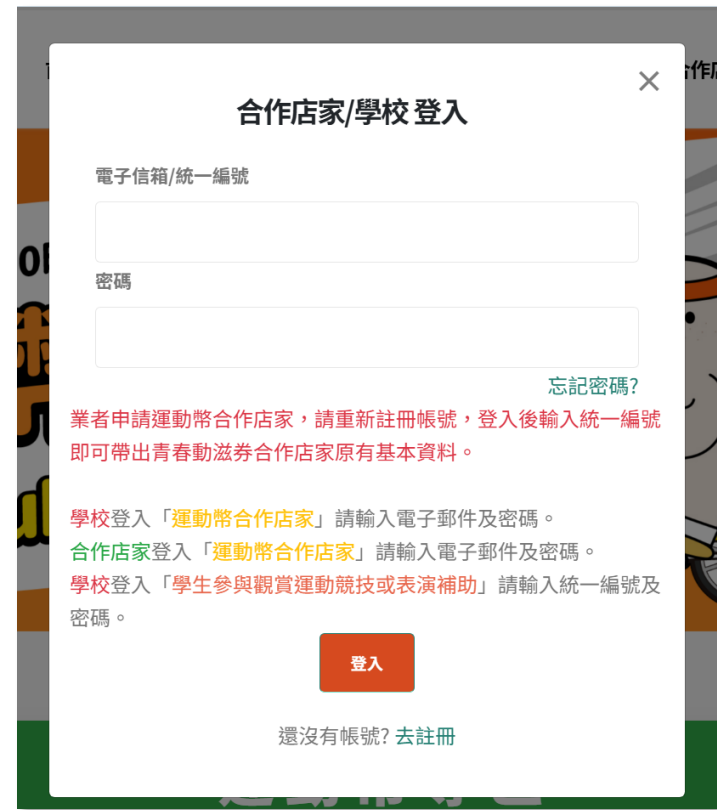 合作店家/學校 登入
電子信箱/統一編號
密碼
忘記密碼?
業者申請運動幣合作店家，請重新註冊帳號，登入後輸入統一編號
即可帶出青春動滋券合作店家原有基本資料。
學校登入「運動幣合作店家」請輸入電子郵件及密碼。
合作店家登入「運動幣合作店家」請輸入電子郵件及密碼。
學校登入「學生參與觀賞運動競技或表演補助」請輸入統一編號及
密碼。
登入
還沒有帳號? 去註冊